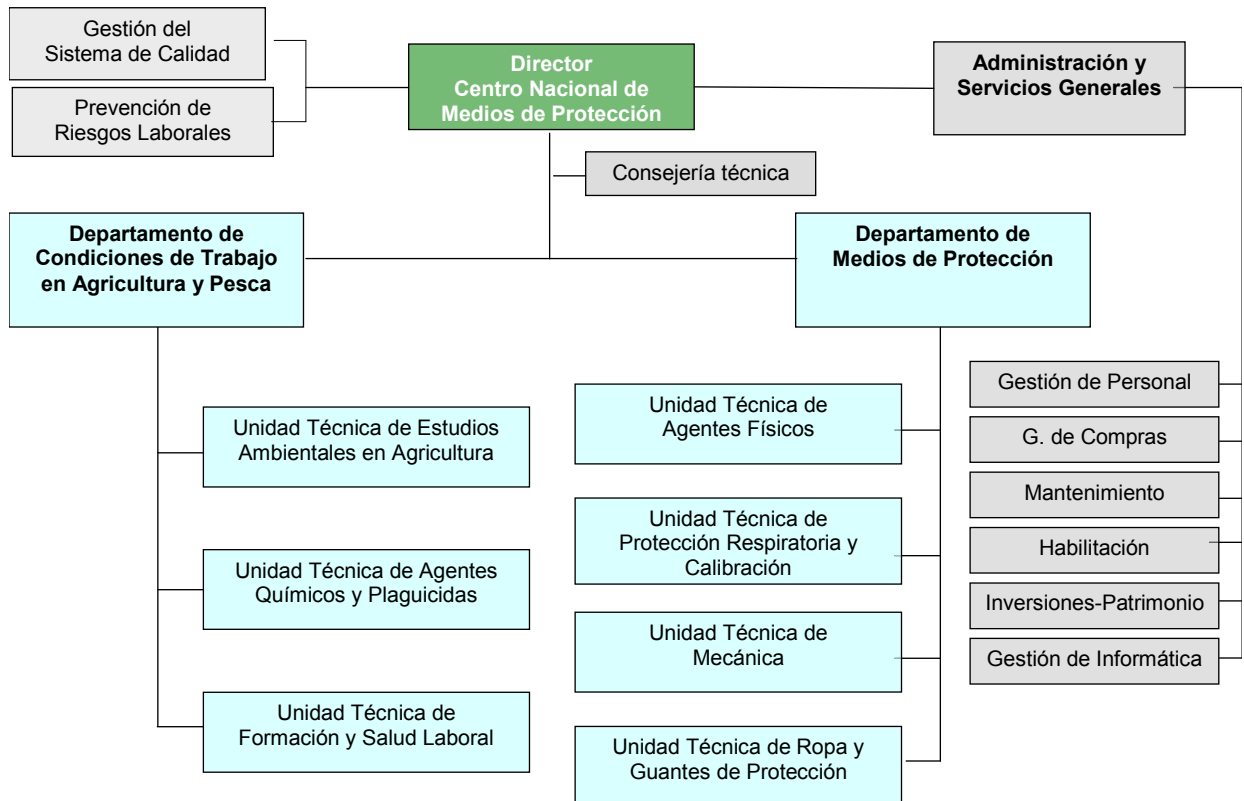 Gestión del
Sistema de Calidad
Prevención de
Riesgos Laborales
Director
Centro Nacional de
Medios de Protección
Administración y
Servicios Generales
Consejería técnica
Departamento de
Condiciones de Trabajo
en Agricultura y Pesca
Departamento de
Medios de Protección
Unidad Técnica de Estudios
Ambientales en Agricultura
Unidad Técnica de Agentes
Químicos y Plaguicidas
Unidad Técnica de
Formación y Salud Laboral
Unidad Técnica de
Agentes Físicos
Unidad Técnica de
Protección Respiratoria y
Calibración
Unidad Técnica de
Mecánica
Unidad Técnica de Ropa y
Guantes de Protección
Gestión de Personal
G. de Compras
Mantenimiento
Habilitación
Inversiones-Patrimonio
Gestión de Informática